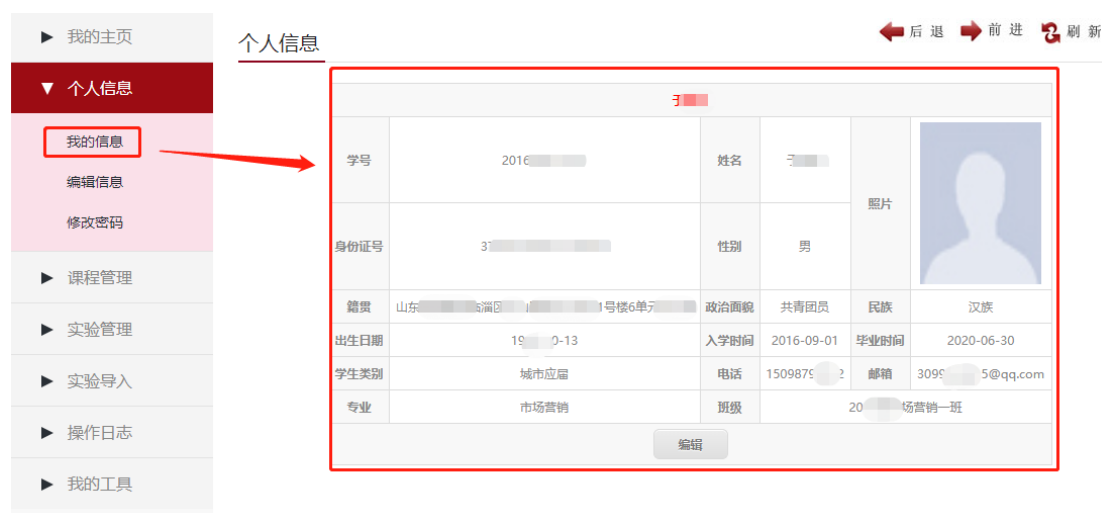 我的主页
个人信息
我的信息
编辑信息
修改密码
课程管理
实验管理
实验导入
操作日志
我的工具
个人信息
后退 前进 刷新
学号 2016 姓名 照片
身份证号 37 性别 男
籍贯 山东 淄区 1号楼6单元 政治面貌 共青团员 民族 汉族
出生日期 19 0-13 入学时间 2016-09-01 毕业时间 2020-06-30
学生类别 城市应届 电话 1509879 2 邮箱 3099 5@qq.com
专业 市场营销 班级 20 场营销一班
编辑